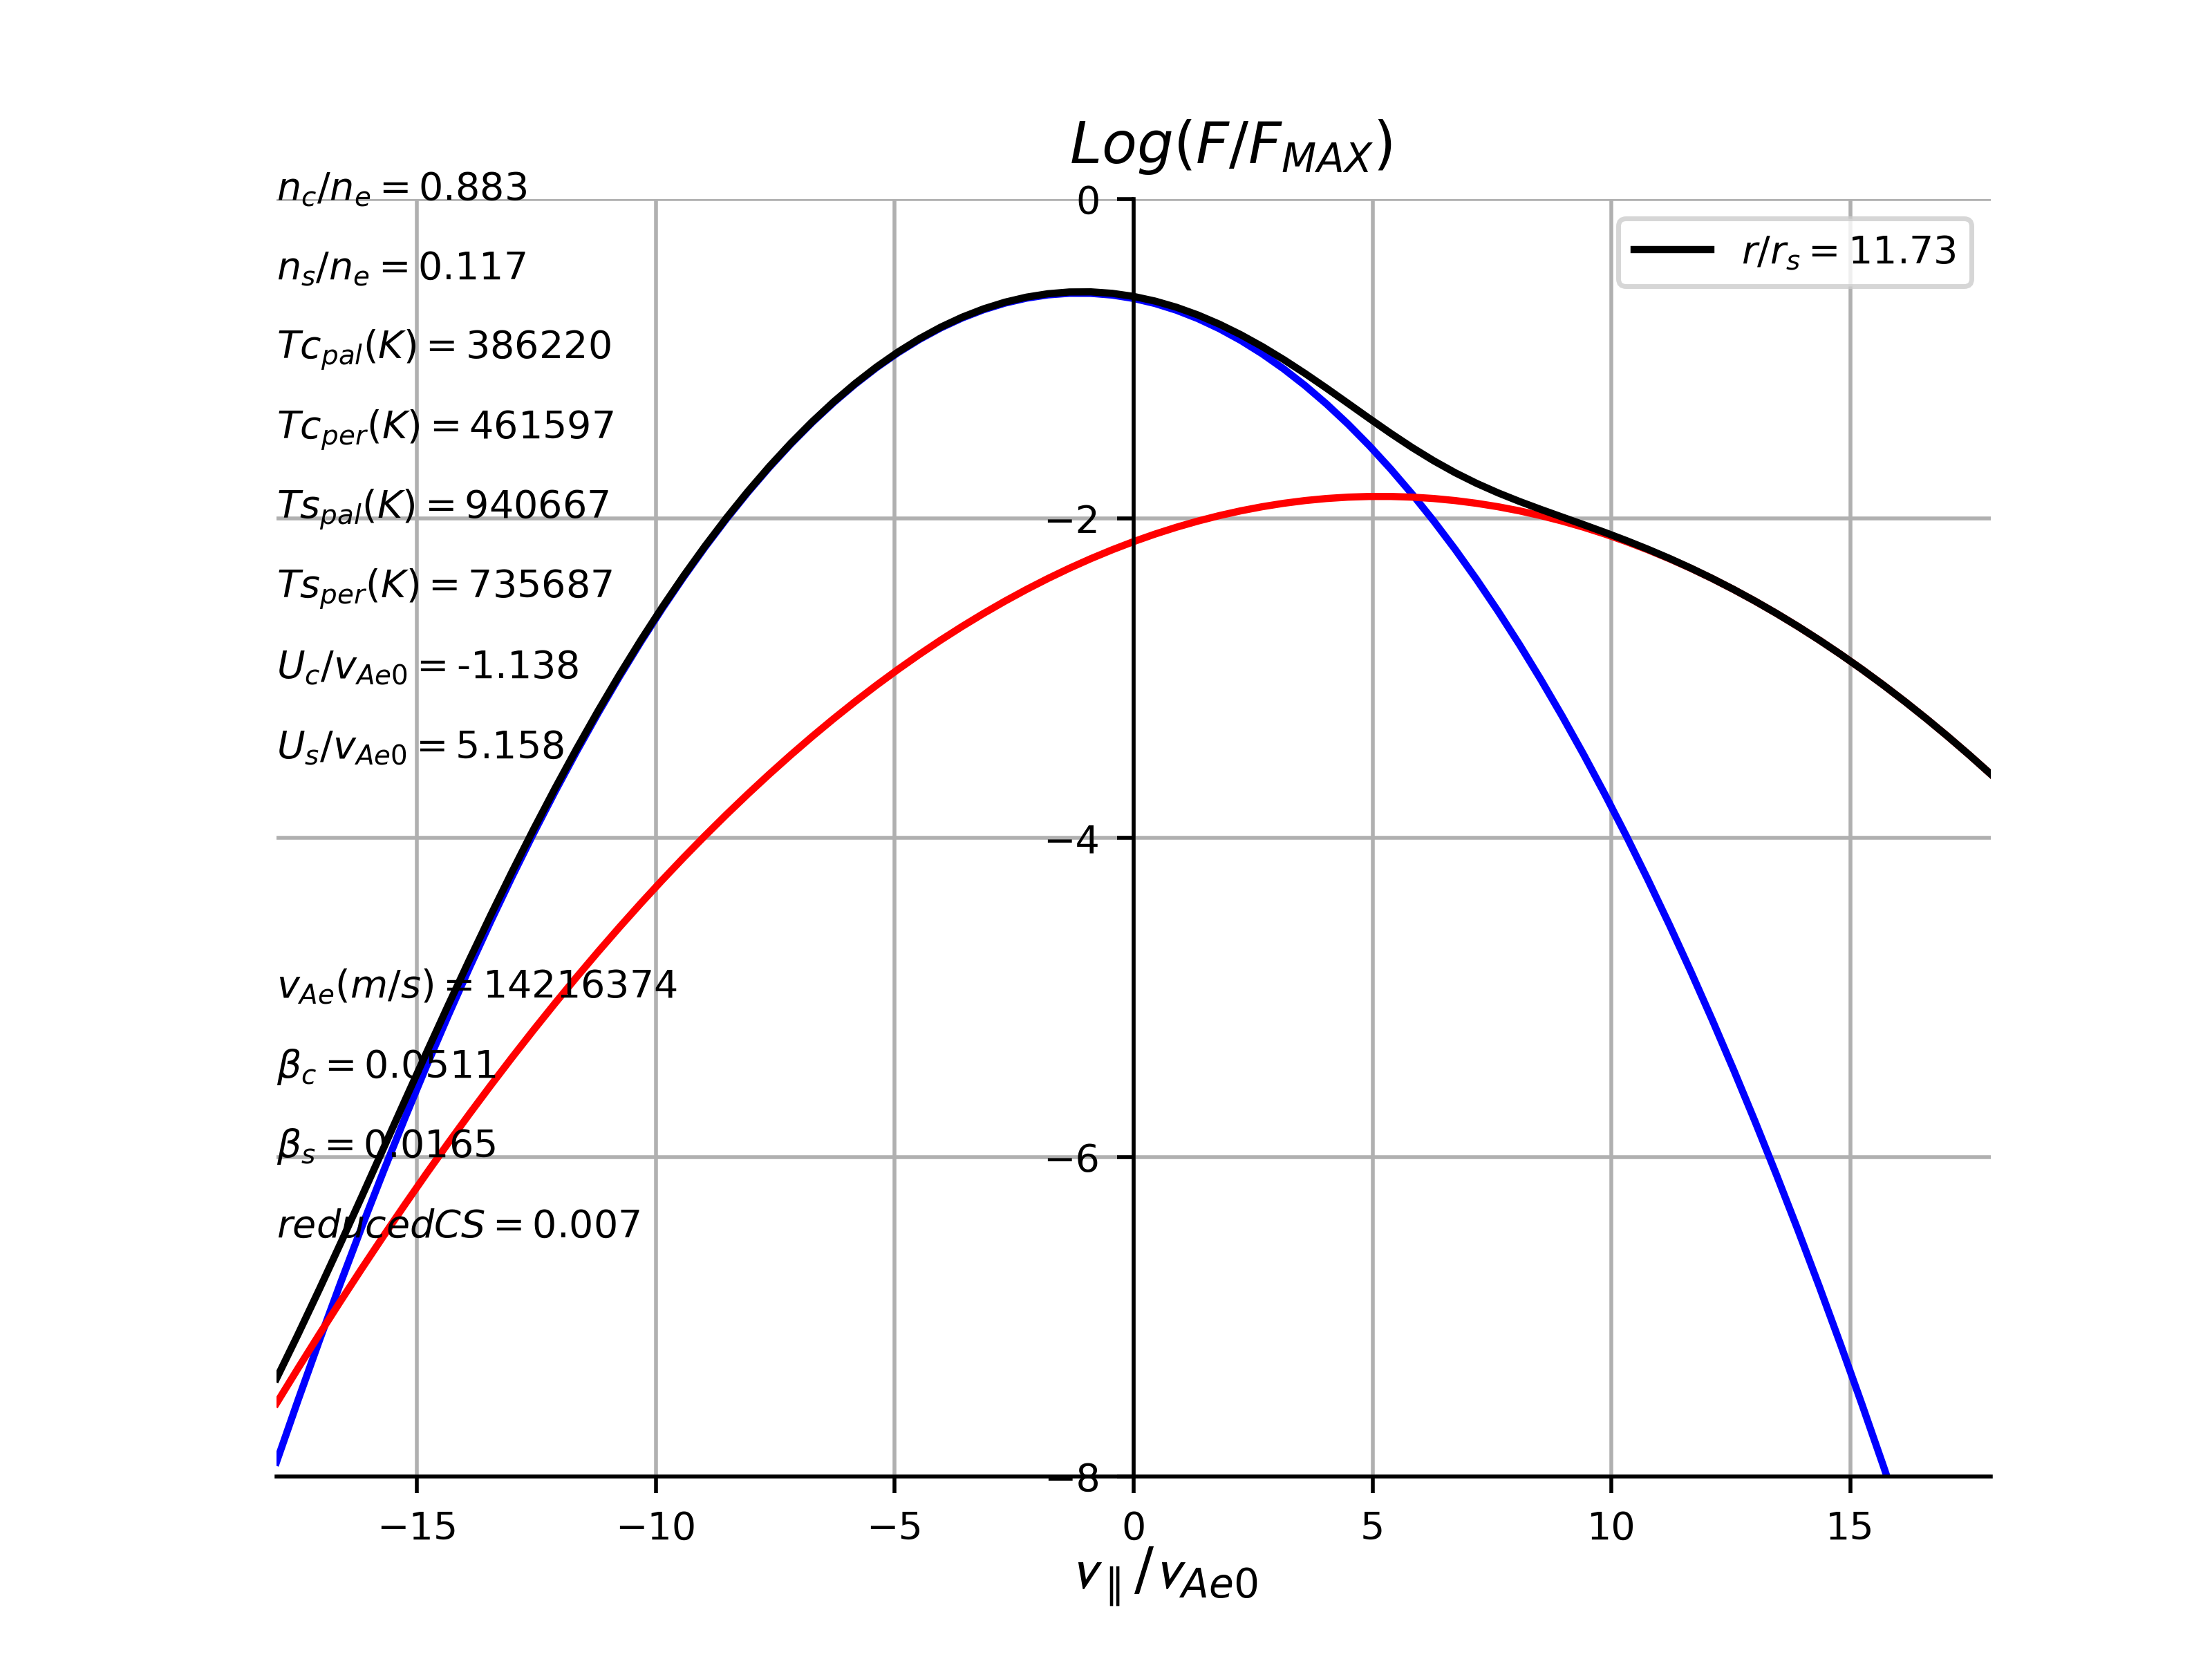 Log(F/F_MAX)
n_c/n_e = 0.883
0
r/r_s = 11.73
n_s/n_e = 0.117
Tc_pal(K) = 386220
Tc_per(K) = 461597
Ts_pal(K) = 940667
−2
Ts_per(K) = 735687
U_c/v_Ae0 = -1.138
U_s/v_Ae0 = 5.158
−4
v_Ae(m/s) = 14216374
β_c = 0.0511
β_s = 0.0165
−6
reducedCS = 0.007
−8
−15 −10 −5 0 5 10 15
v_∥/v_Ae0